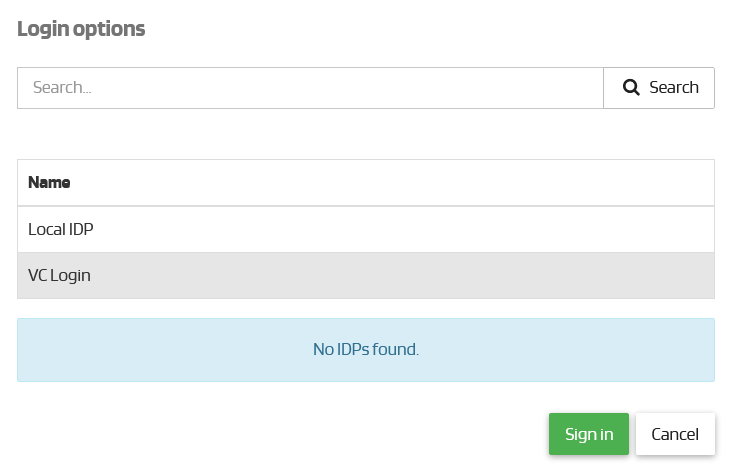 Login options
Search...
Search
Name
Local IDP
VC Login
No IDPs found.
Sign in
Cancel